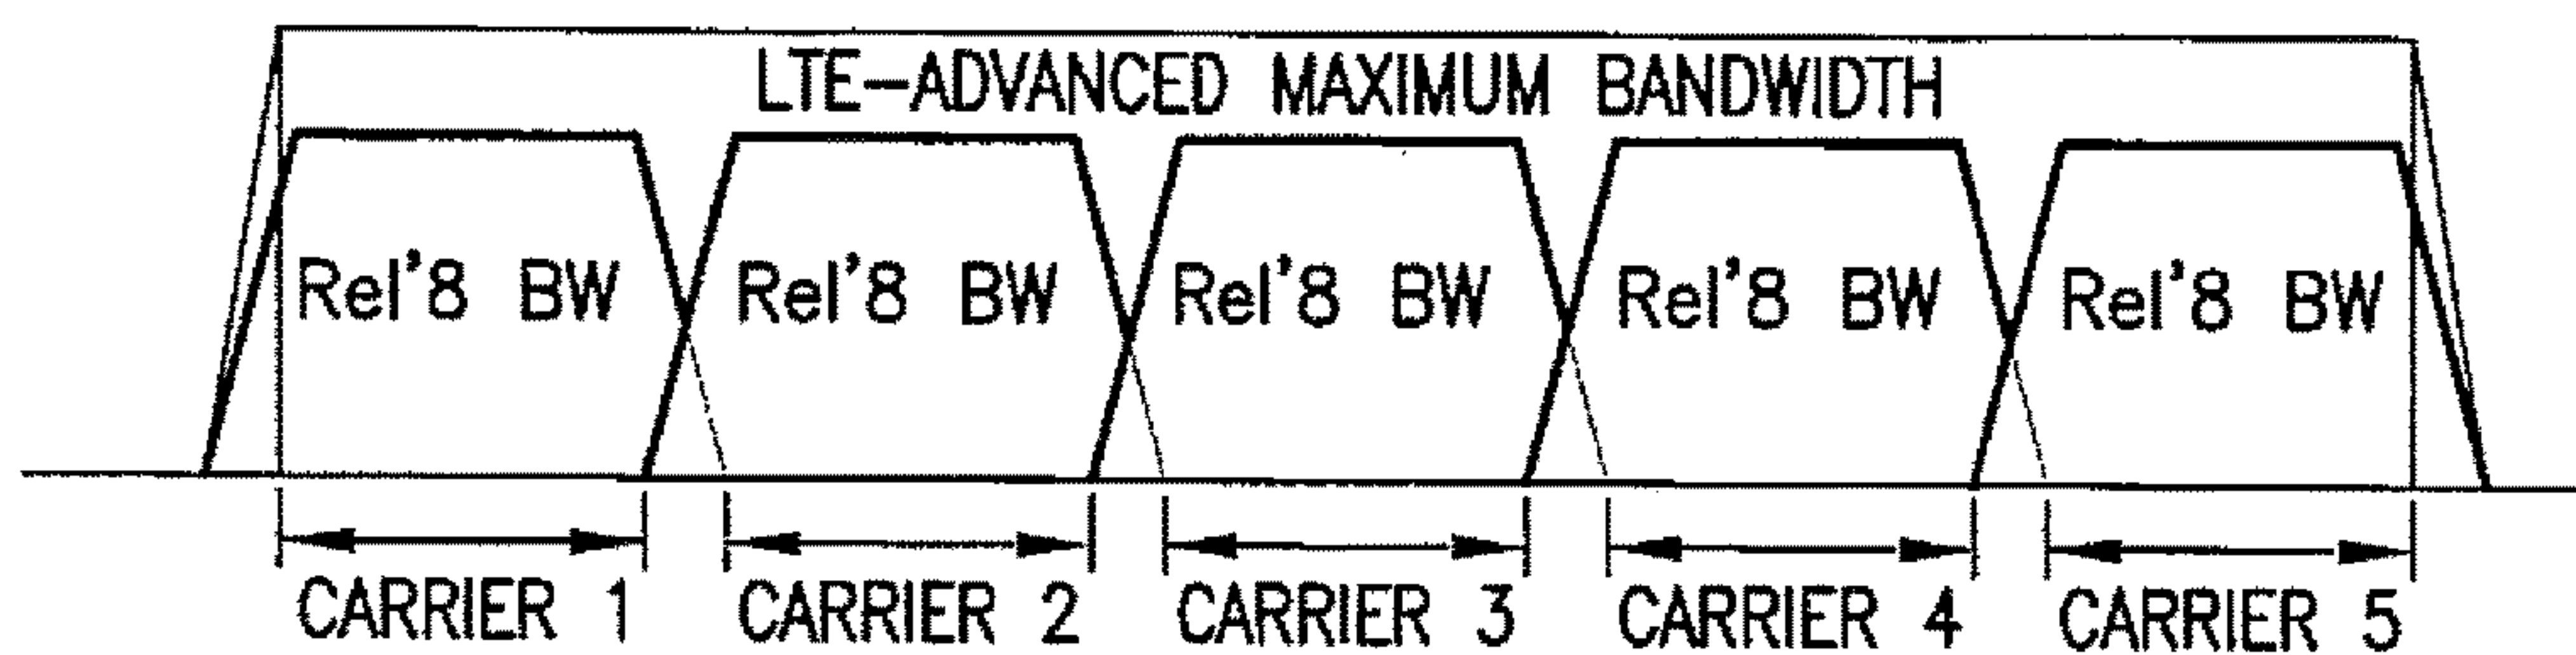 LTE-ADVANCED MAXIMUM BANDWIDTH
Rel'8 BW Rel'8 BW Rel'8 BW Rel'8 BW Rel'8 BW
CARRIER 1 CARRIER 2 CARRIER 3 CARRIER 4 CARRIER 5